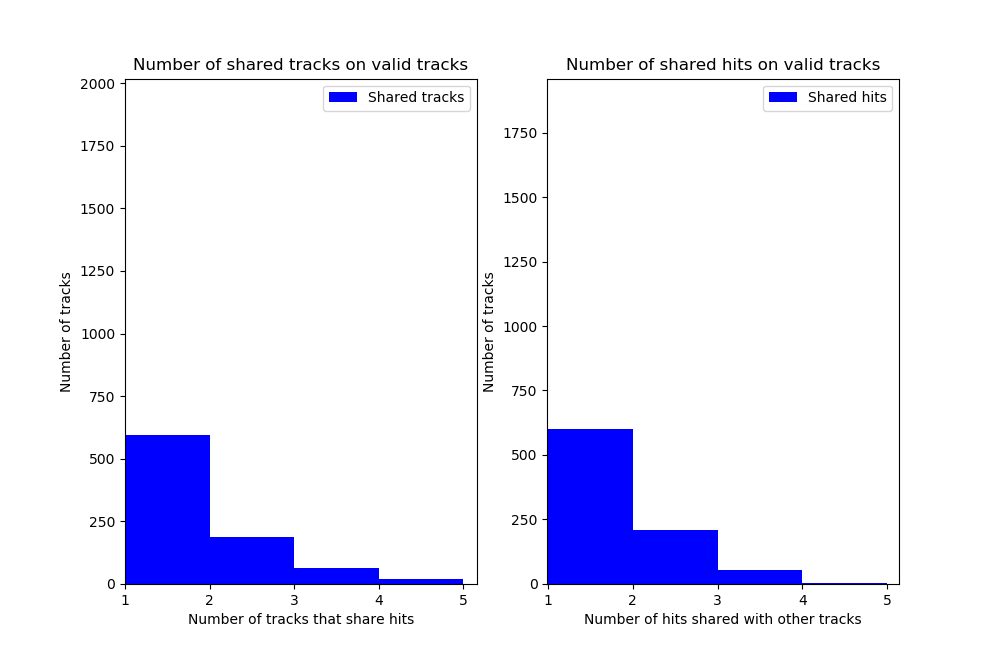 Number of shared tracks on valid tracks
Shared tracks
2000
1750
1500
1250
1000
750
500
250
0
Number of tracks
1 2 3 4 5
Number of tracks that share hits
Number of shared hits on valid tracks
Shared hits
1750
1500
1250
1000
750
500
250
0
Number of tracks
1 2 3 4 5
Number of hits shared with other tracks